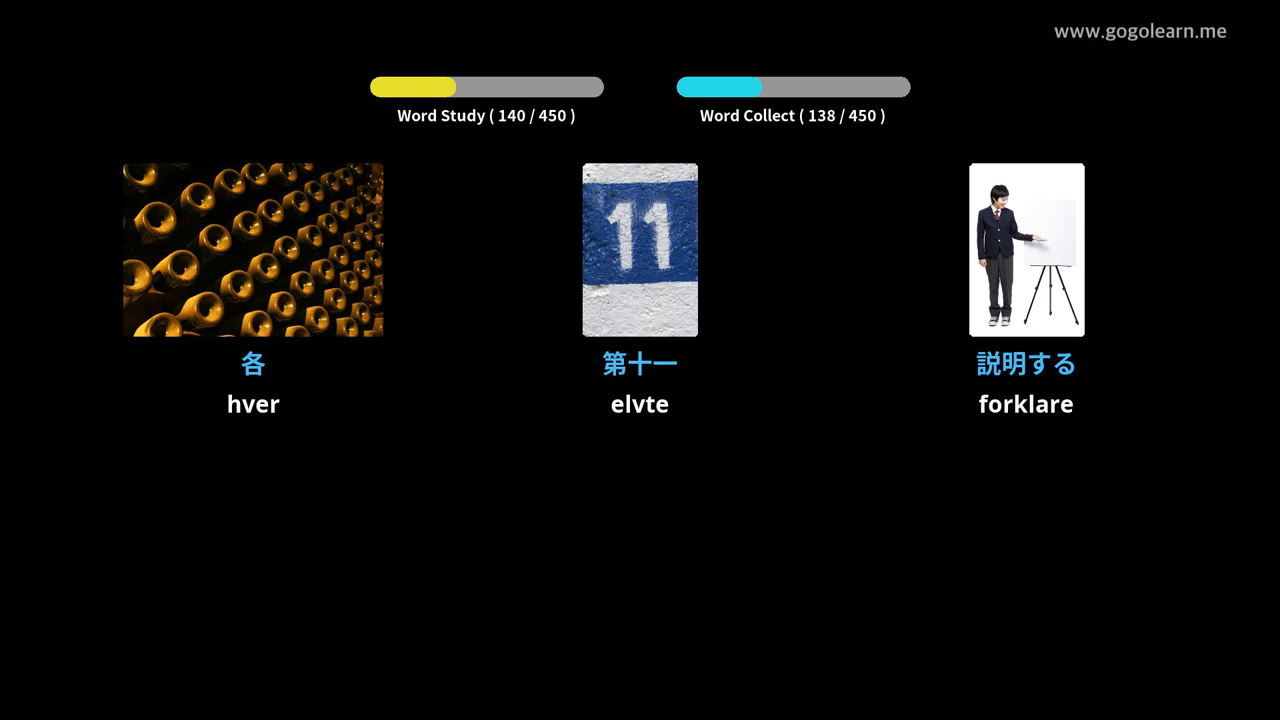 www.gogolearn.me
Word Study ( 140 / 450 )
Word Collect ( 138 / 450 )
11
各
第十一
説明する
hver
elvte
forklare